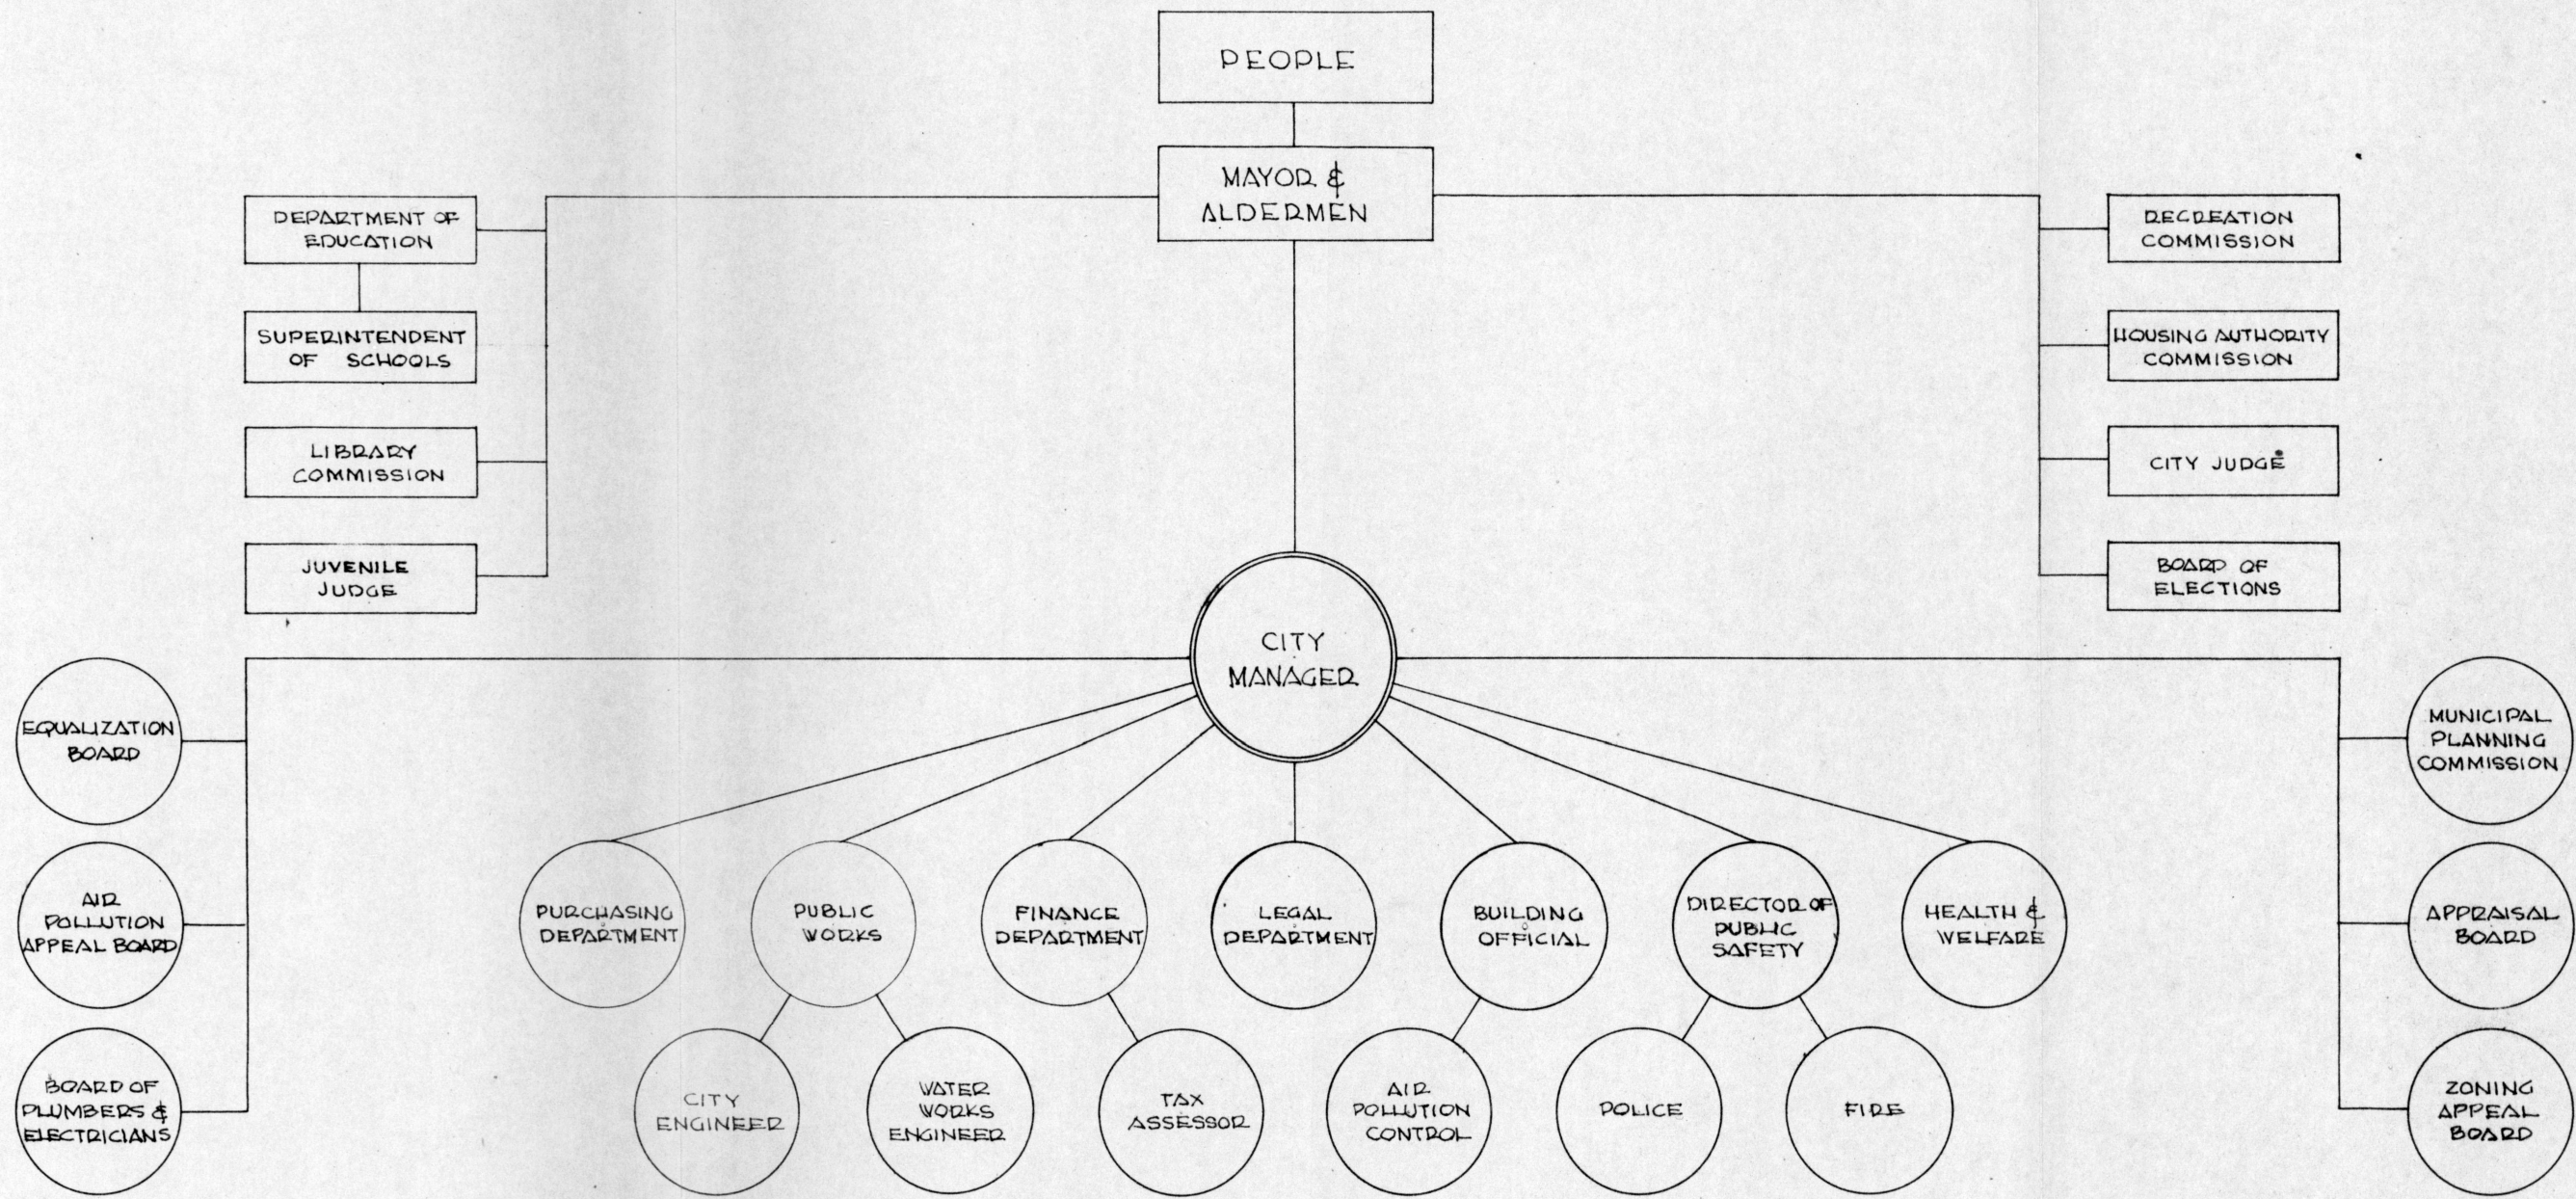 PEOPLE
MAYOR &
ALDERMEN
DEPARTMENT OF
EDUCATION
SUPERINTENDENT
OF SCHOOLS
LIBRARY
COMMISSION
JUVENILE
JUDGE
RECREATION
COMMISSION
HOUSING AUTHORITY
COMMISSION
CITY JUDGE
BOARD OF
ELECTIONS
CITY
MANAGER
EQUALIZATION
BOARD
AIR
POLLUTION
APPEAL BOARD
BOARD OF
PLUMBERS &
ELECTRICIANS
PURCHASING
DEPARTMENT
PUBLIC
WORKS
FINANCE
DEPARTMENT
LEGAL
DEPARTMENT
BUILDING
OFFICIAL
DIRECTOR OF
PUBLIC
SAFETY
HEALTH &
WELFARE
CITY
ENGINEER
WATER
WORKS
ENGINEER
TAX
ASSESSOR
AIR
POLLUTION
CONTROL
POLICE
FIRE
MUNICIPAL
PLANNING
COMMISSION
APPRAISAL
BOARD
ZONING
APPEAL
BOARD